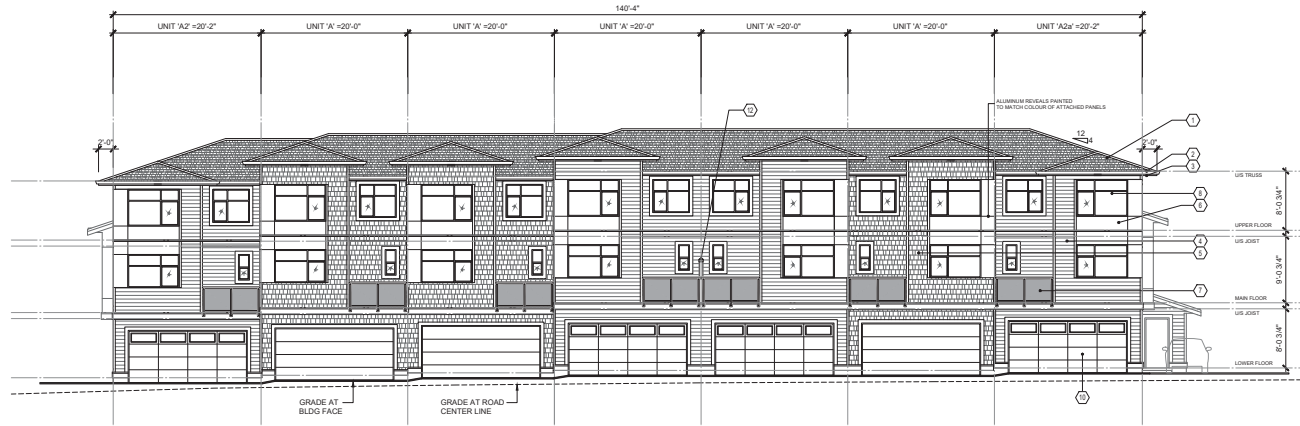 140'-4"
UNIT 'A2' =20'-2"
UNIT 'A' =20'-0"
UNIT 'A' =20'-0"
UNIT 'A' =20'-0"
UNIT 'A' =20'-0"
UNIT 'A' =20'-0"
UNIT 'A2a' =20'-2"
12
ALUMINUM REVEALS PAINTED
TO MATCH COLOUR OF ATTACHED PANELS
1
2'-0"
12
4
2'-0"
2
3
U/S TRUSS
8
6
8'-0 3/4"
UPPER FLOOR
4
U/S JOIST
5
9'-0 3/4"
7
MAIN FLOOR
U/S JOIST
8'-0 3/4"
LOWER FLOOR
10
GRADE AT
BLDG FACE
GRADE AT ROAD
CENTER LINE